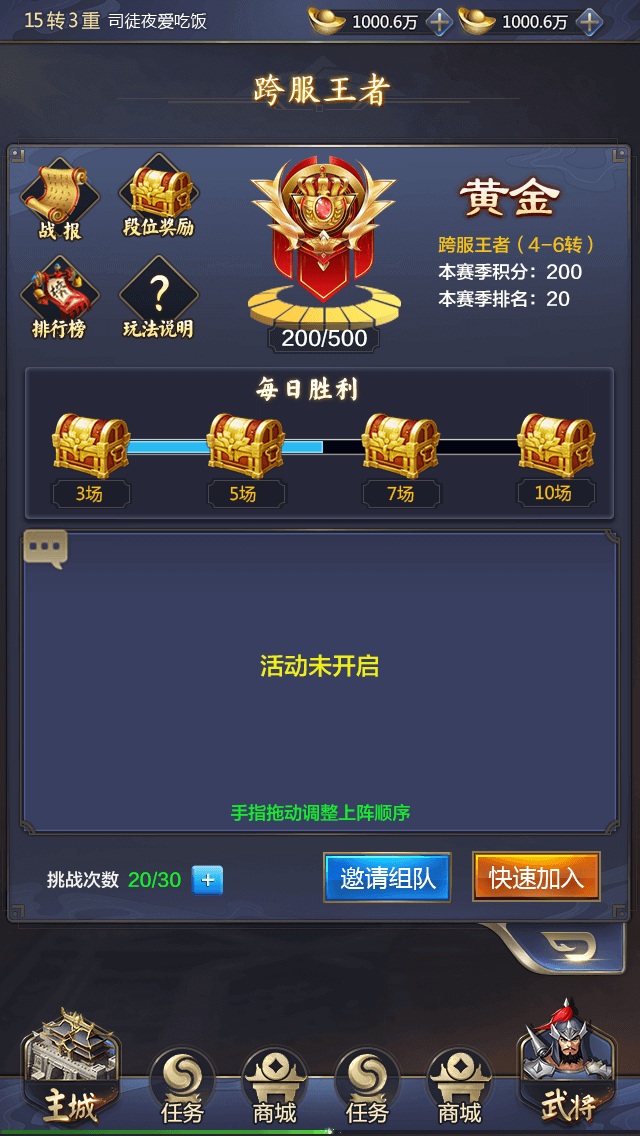 15转3重 司徒夜爱吃饭 1000.6万 1000.6万
跨服王者
战报 段位奖励
排行榜 玩法说明
黄金
跨服王者（4-6转）
本赛季积分：200
本赛季排名：20
200/500
每日胜利
3场 5场 7场 10场
活动未开启
手指拖动调整上阵顺序
挑战次数 20/30
邀请组队 快速加入
主城 任务 商城 任务 商城 武将